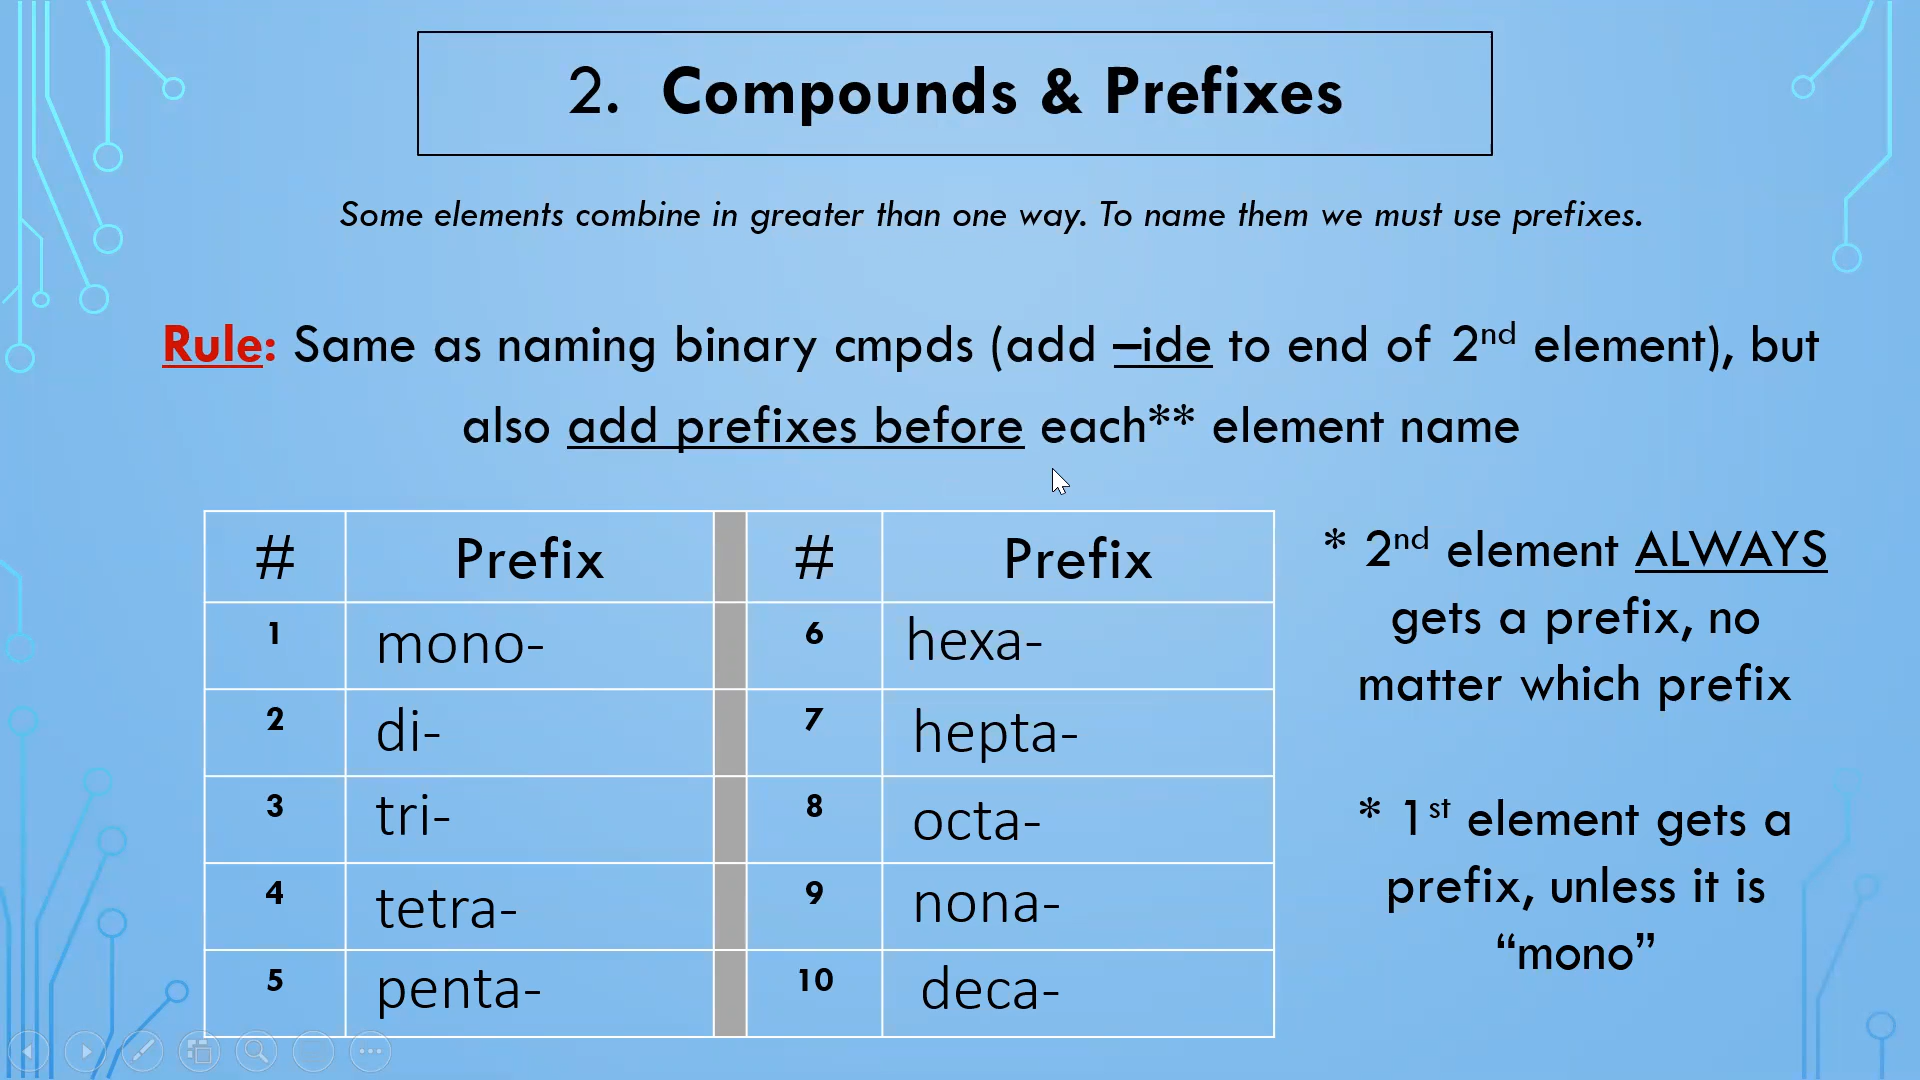 2. Compounds & Prefixes
Some elements combine in greater than one way. To name them we must use prefixes.
Rule: Same as naming binary cmpds (add –ide to end of 2nd element), but
also add prefixes before each** element name
# Prefix # Prefix
1 mono- 6 hexa-
2 di- 7 hepta-
3 tri- 8 octa-
4 tetra- 9 nona-
5 penta- 10 deca-
* 2nd element ALWAYS
gets a prefix, no
matter which prefix
* 1st element gets a
prefix, unless it is
“mono”